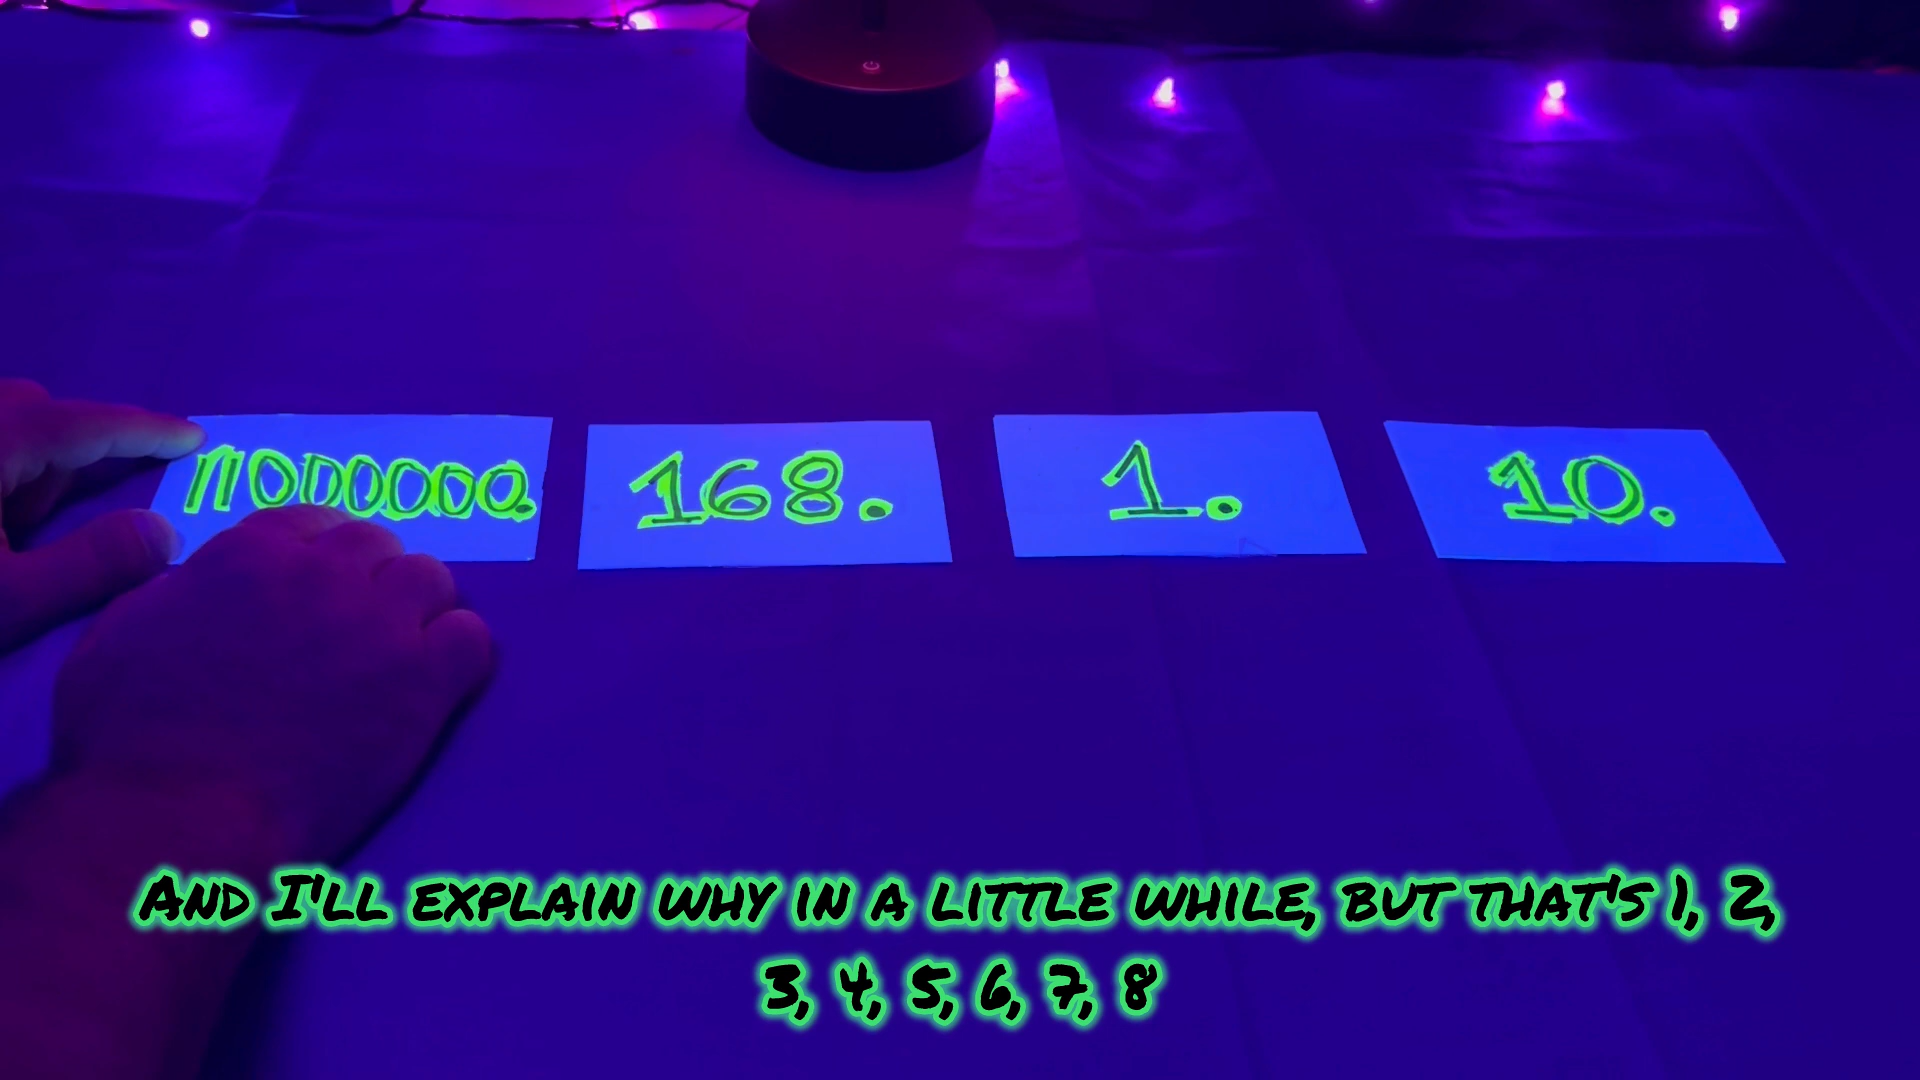 11000000. 168. 1. 10.
And I'll explain why in a little while, but that's 1, 2,
3, 4, 5, 6, 7, 8